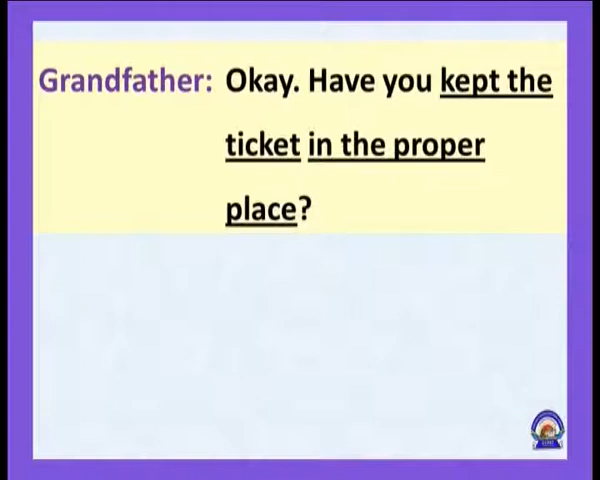 Grandfather: Okay. Have you kept the
ticket in the proper
place?